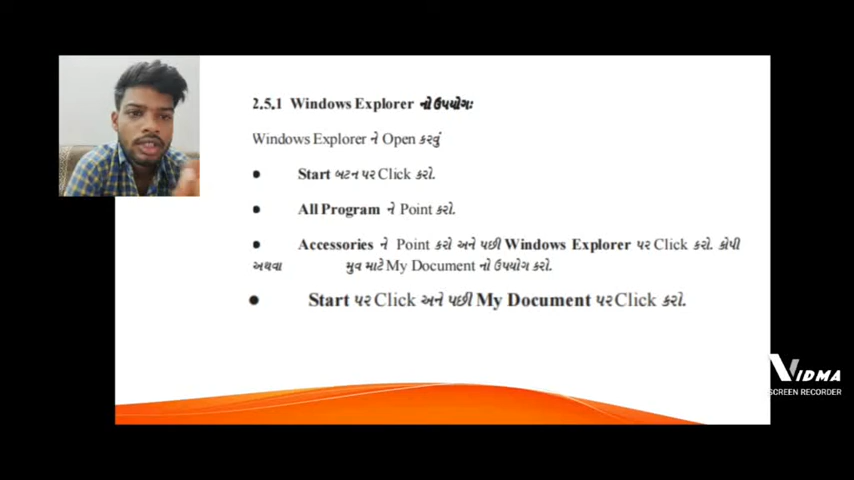 2.5.1 Windows Explorer નો ઉપયોગઃ
Windows Explorer ને Open કરવું
● Start બટન પર Click કરો.
● All Program ને Point કરો.
● Accessories ને Point કરો અને પછી Windows Explorer પર Click કરો. કોપી
અથવા મુવ માટે My Document નો ઉપયોગ કરો.
● Start પર Click અને પછી My Document પર Click કરો.
VIDMA
SCREEN RECORDER